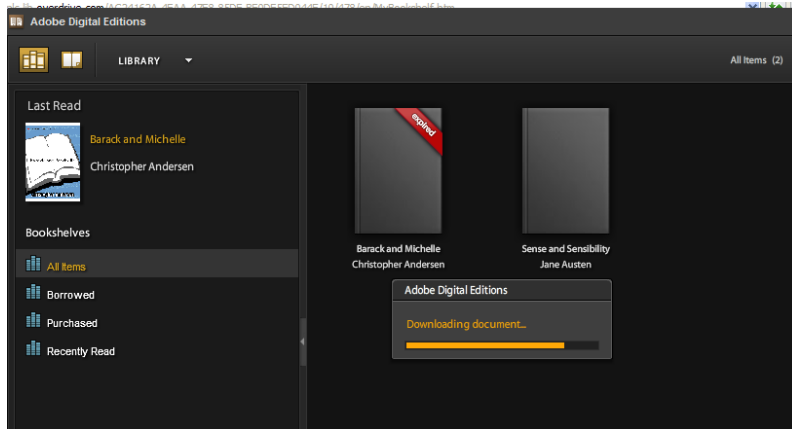 Adobe Digital Editions
LIBRARY
All Items (2)
Last Read
Barack and Michelle
Christopher Andersen
Bookshelves
All Items
Borrowed
Purchased
Recently Read
expired
Barack and Michelle
Christopher Andersen
Sense and Sensibility
Jane Austen
Adobe Digital Editions
Downloading document...